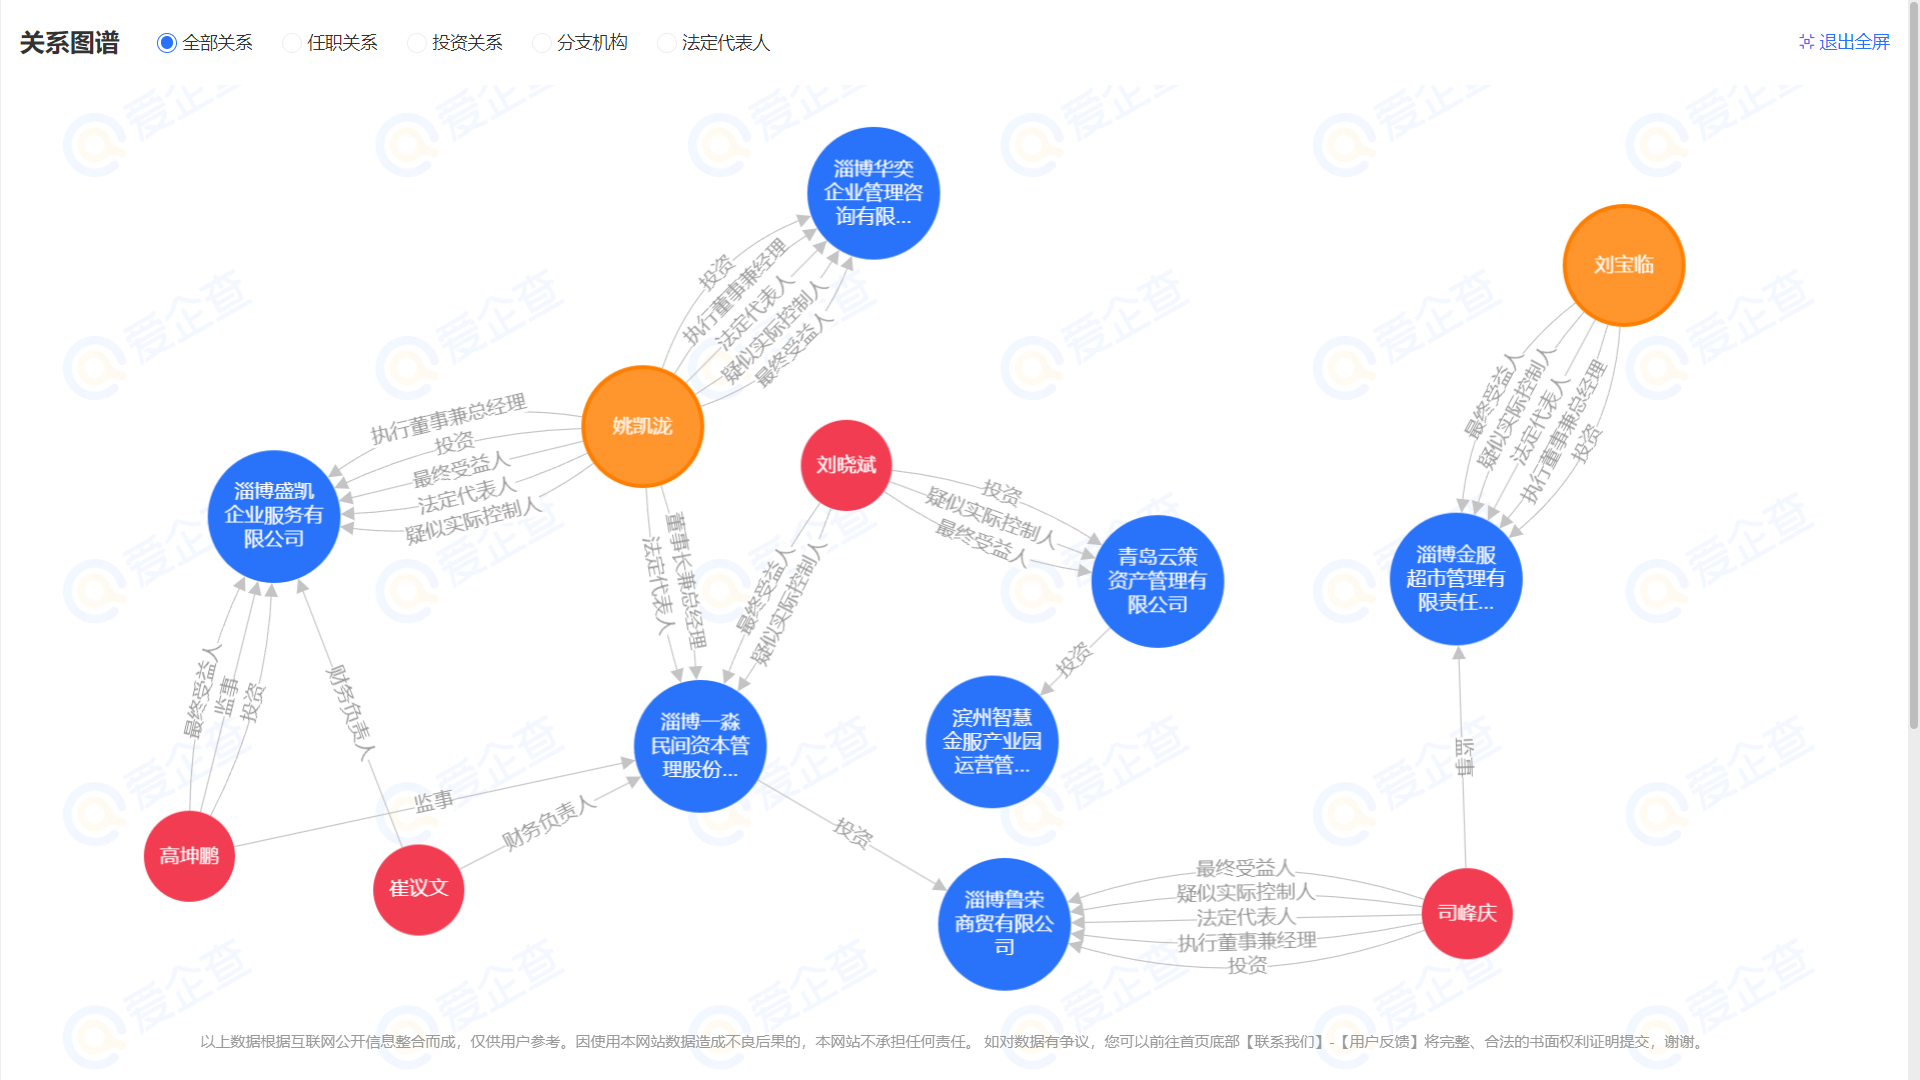 关系图谱
全部关系
任职关系
投资关系
分支机构
法定代表人
退出全屏
爱企查
淄博华奕
企业管理咨
询有限...
刘宝临
投资
执行董事兼经理
法定代表人
疑似实际控制人
最终受益人
姚凯泷
执行董事兼总经理
投资
最终受益人
法定代表人
疑似实际控制人
淄博盛凯
企业服务有
限公司
刘晓斌
投资
疑似实际控制人
最终受益人
青岛云策
资产管理有
限公司
最终受益人
疑似实际控制人
法定代表人
执行董事兼总经理
投资
淄博金服
超市管理有
限责任...
董事长兼总经理
法定代表人
最终受益人
疑似实际控制人
投资
最终受益人
监事
投资
财务负责人
淄博一淼
民间资本管
理股份...
滨州智慧
金服产业园
运营管...
监事
监事
财务负责人
投资
高坤鹏
崔议文
淄博鲁荣
商贸有限公
司
最终受益人
疑似实际控制人
法定代表人
执行董事兼经理
投资
司峰庆
以上数据根据互联网公开信息整合而成，仅供用户参考。因使用本网站数据造成不良后果的，本网站不承担任何责任。 如对数据有争议，您可以前往首页底部【联系我们】-【用户反馈】将完整、合法的书面权利证明提交，谢谢。